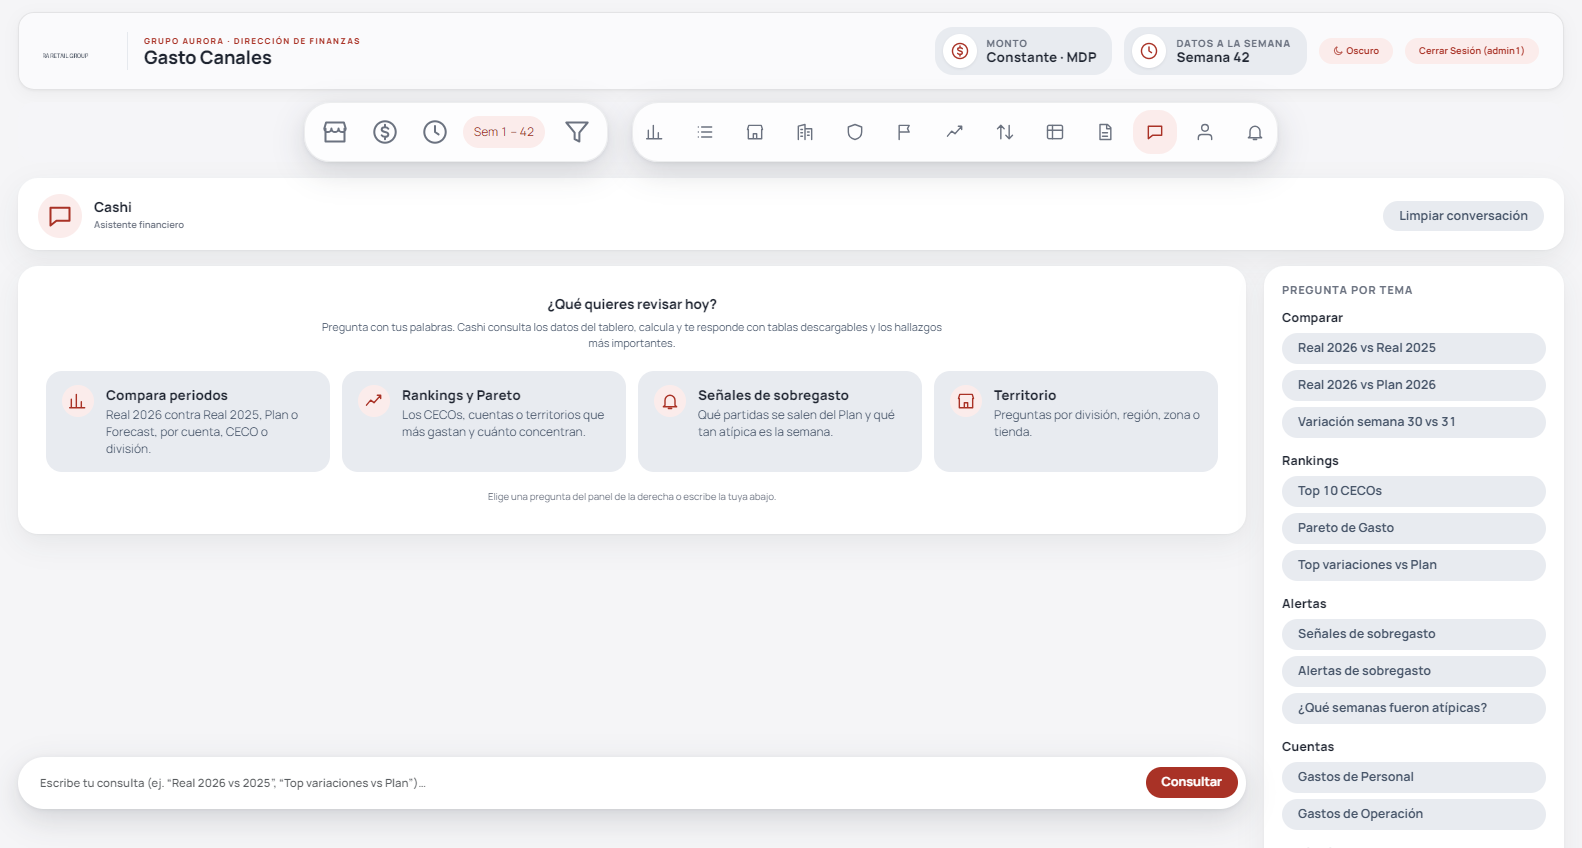 RETAIL GROUP
GRUPO AURORA · DIRECCIÓN DE FINANZAS
Gasto Canales
MONTO
Constante · MDP
DATOS A LA SEMANA
Semana 42
Oscuro
Cerrar Sesión (admin1)
Sem 1 – 42
Cashi
Asistente financiero
Limpiar conversación
¿Qué quieres revisar hoy?
Pregunta con tus palabras. Cashi consulta los datos del tablero, calcula y te responde con tablas descargables y los hallazgos
más importantes.
Compara periodos
Real 2026 contra Real 2025, Plan o
Forecast, por cuenta, CECO o
división.
Rankings y Pareto
Los CECOs, cuentas o territorios que
más gastan y cuánto concentran.
Señales de sobregasto
Qué partidas se salen del Plan y qué
tan atípica es la semana.
Territorio
Preguntas por división, región, zona o
tienda.
Elige una pregunta del panel de la derecha o escribe la tuya abajo.
Escribe tu consulta (ej. “Real 2026 vs 2025”, “Top variaciones vs Plan”)…
Consultar
PREGUNTA POR TEMA
Comparar
Real 2026 vs Real 2025
Real 2026 vs Plan 2026
Variación semana 30 vs 31
Rankings
Top 10 CECOs
Pareto de Gasto
Top variaciones vs Plan
Alertas
Señales de sobregasto
Alertas de sobregasto
¿Qué semanas fueron atípicas?
Cuentas
Gastos de Personal
Gastos de Operación